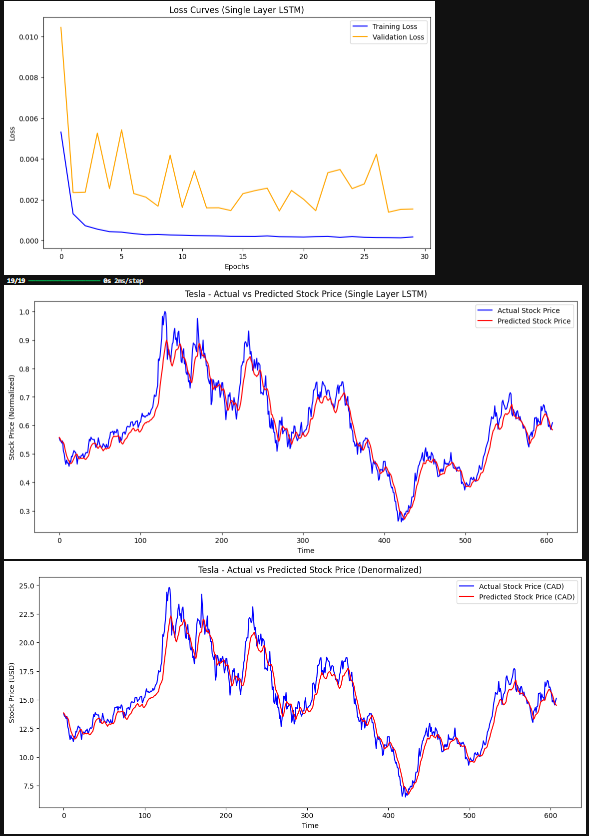 Loss Curves (Single Layer LSTM)
Training Loss
Validation Loss
0.010
0.008
0.006
0.004
0.002
0.000
Loss
0 5 10 15 20 25 30
Epochs
19/19 0s 2ms/step
Tesla - Actual vs Predicted Stock Price (Single Layer LSTM)
Actual Stock Price
Predicted Stock Price
1.0
0.9
0.8
0.7
0.6
0.5
0.4
0.3
Stock Price (Normalized)
0 100 200 300 400 500 600
Time
Tesla - Actual vs Predicted Stock Price (Denormalized)
Actual Stock Price (CAD)
Predicted Stock Price (CAD)
25.0
22.5
20.0
17.5
15.0
12.5
10.0
7.5
Stock Price (USD)
0 100 200 300 400 500 600
Time